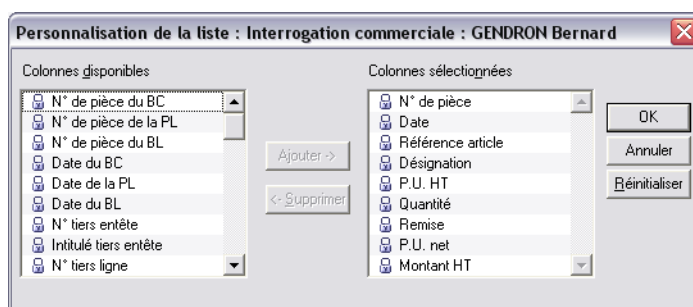 Personnalisation de la liste : Interrogation commerciale : GENDRON Bernard
Colonnes disponibles
N° de pièce du BC
N° de pièce de la PL
N° de pièce du BL
Date du BC
Date de la PL
Date du BL
N° tiers entête
Intitulé tiers entête
N° tiers ligne
Ajouter ->
<- Supprimer
Colonnes sélectionnées
N° de pièce
Date
Référence article
Désignation
P.U. HT
Quantité
Remise
P.U. net
Montant HT
OK
Annuler
Réinitialiser